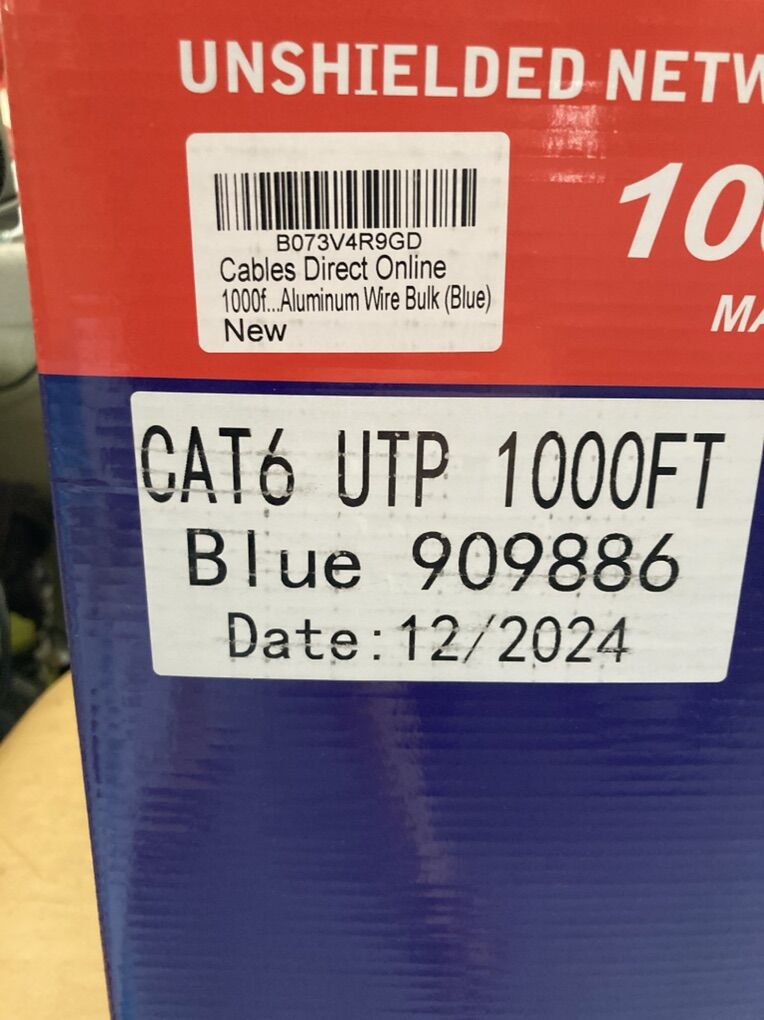 UNSHIELDED NETW
B073V4R9GD
Cables Direct Online
1000f...Aluminum Wire Bulk (Blue)
New
100
MA
CAT6 UTP 1000FT
Blue 909886
Date:12/2024